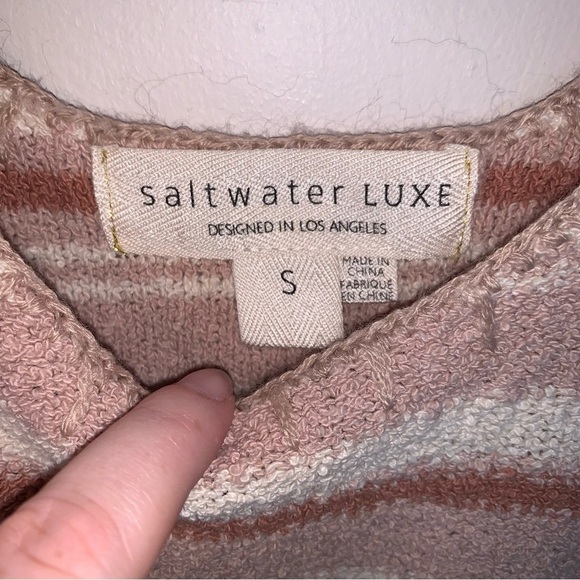 saltwater LUXE
DESIGNED IN LOS ANGELES
S
MADE IN
CHINA
FABRIQUE
EN CHINE